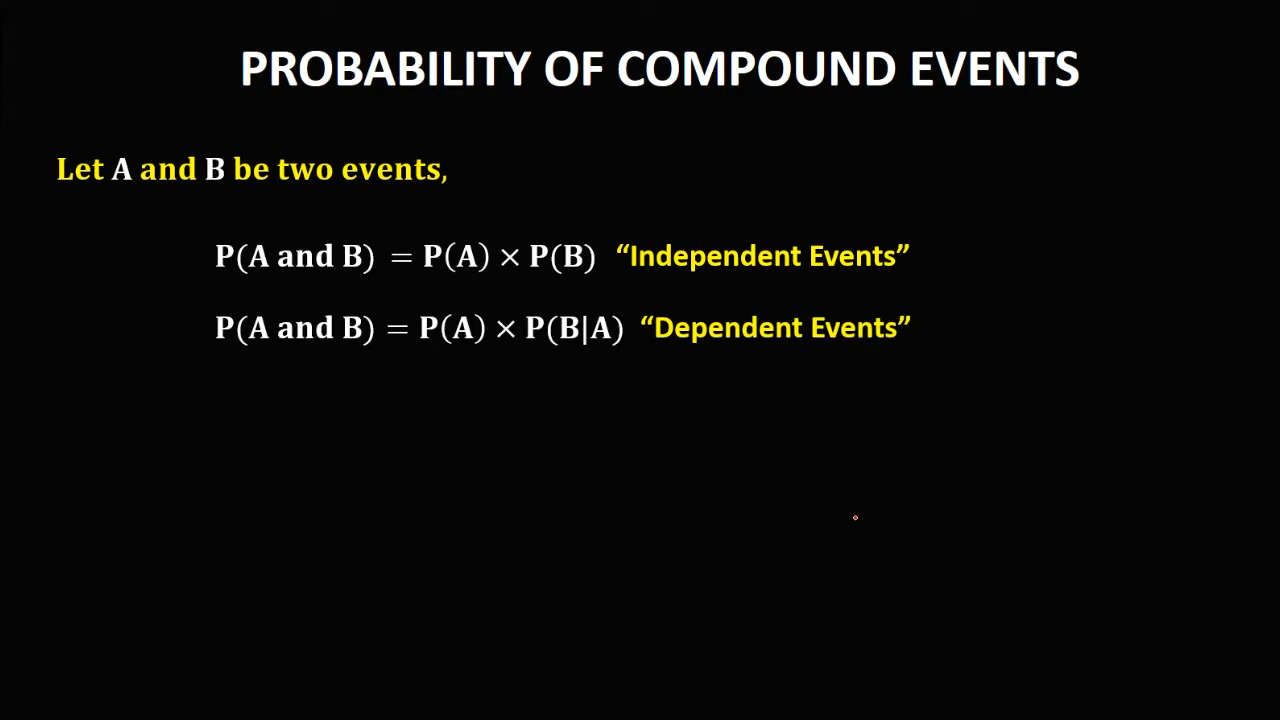 PROBABILITY OF COMPOUND EVENTS
Let A and B be two events,
P(A and B) = P(A) × P(B) “Independent Events”
P(A and B) = P(A) × P(B|A) “Dependent Events”